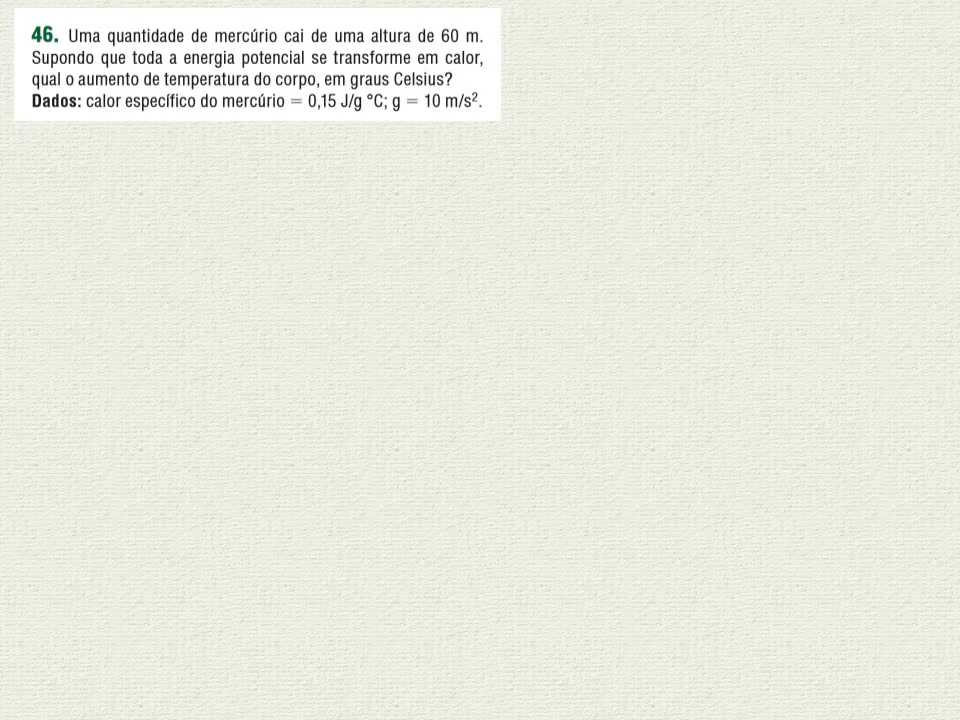 46. Uma quantidade de mercúrio cai de uma altura de 60 m.
Supondo que toda a energia potencial se transforme em calor,
qual o aumento de temperatura do corpo, em graus Celsius?
Dados: calor específico do mercúrio = 0,15 J/g °C; g = 10 m/s².